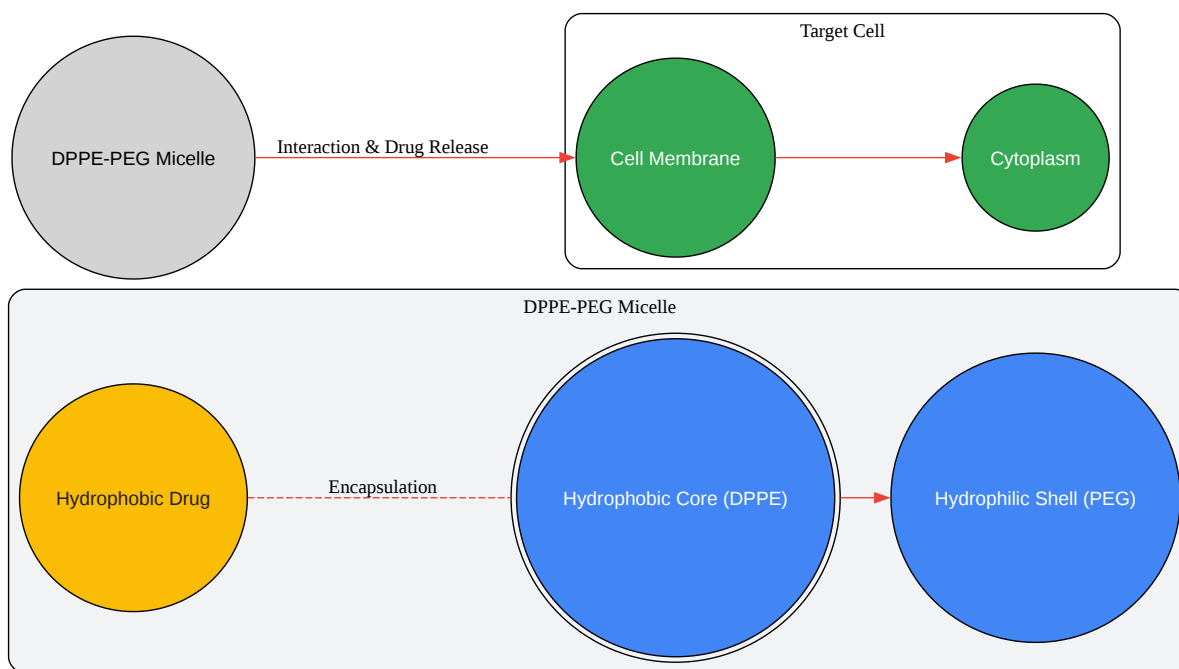 Target Cell
DPPE-PEG Micelle
Interaction & Drug Release
Cell Membrane
Cytoplasm
DPPE-PEG Micelle
Hydrophobic Drug
Encapsulation
Hydrophobic Core (DPPE)
Hydrophilic Shell (PEG)